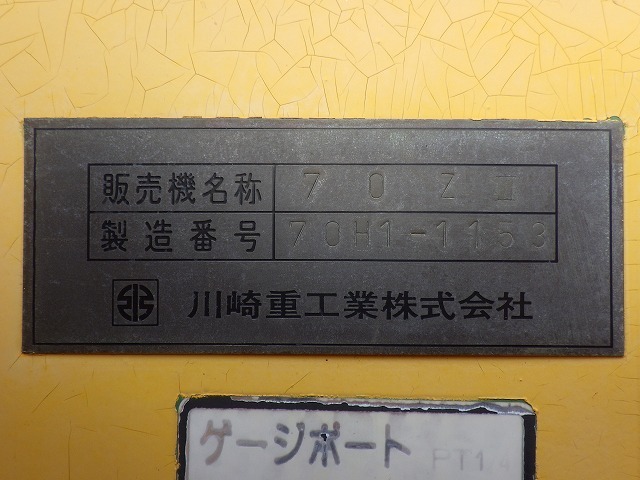 販売機名称 70ZⅢ
製造番号 70H1-1153
川崎重工業株式会社
ゲージポート PT1